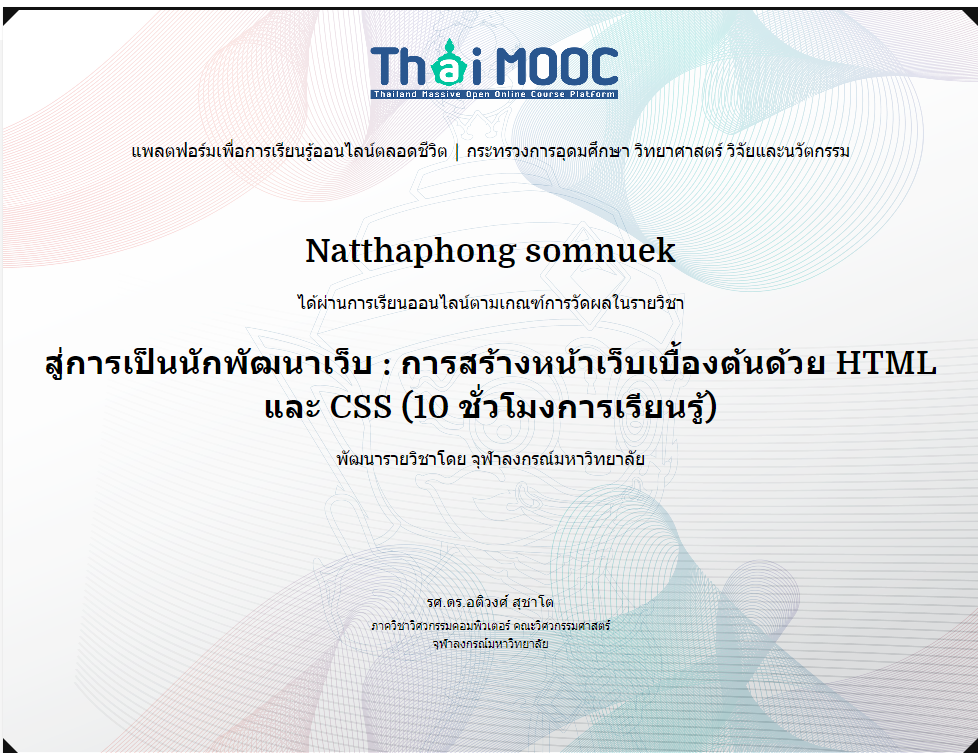 Thai MOOC
Thailand Massive Open Online Course Platform
แพลตฟอร์มเพื่อการเรียนรู้ออนไลน์ตลอดชีวิต | กระทรวงการอุดมศึกษา วิทยาศาสตร์ วิจัยและนวัตกรรม
Natthaphong somnuek
ได้ผ่านการเรียนออนไลน์ตามเกณฑ์การวัดผลในรายวิชา
สู่การเป็นนักพัฒนาเว็บ : การสร้างหน้าเว็บเบื้องต้นด้วย HTML
และ CSS (10 ชั่วโมงการเรียนรู้)
พัฒนารายวิชาโดย จุฬาลงกรณ์มหาวิทยาลัย
รศ.ดร.อติวงศ์ สุชาโต
ภาควิชาวิศวกรรมคอมพิวเตอร์ คณะวิศวกรรมศาสตร์
จุฬาลงกรณ์มหาวิทยาลัย